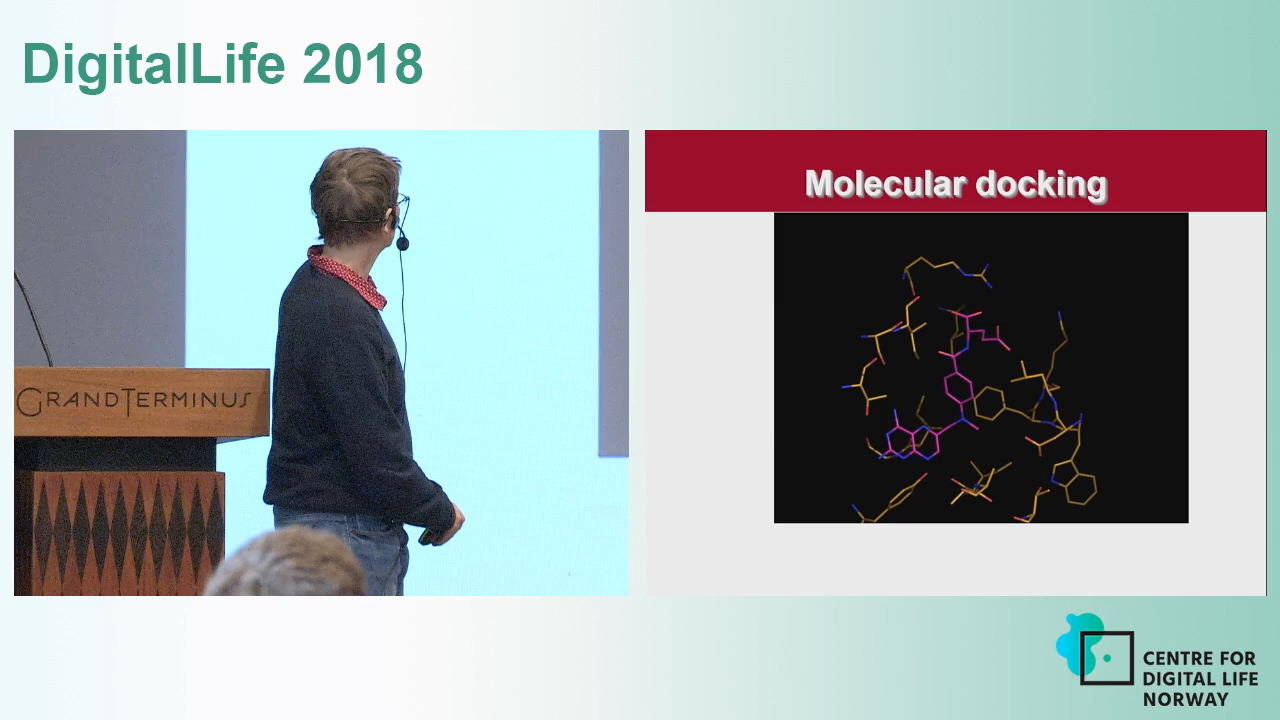 DigitalLife 2018
Molecular docking
GRANDTERMINUS
CENTRE FOR
DIGITAL LIFE
NORWAY